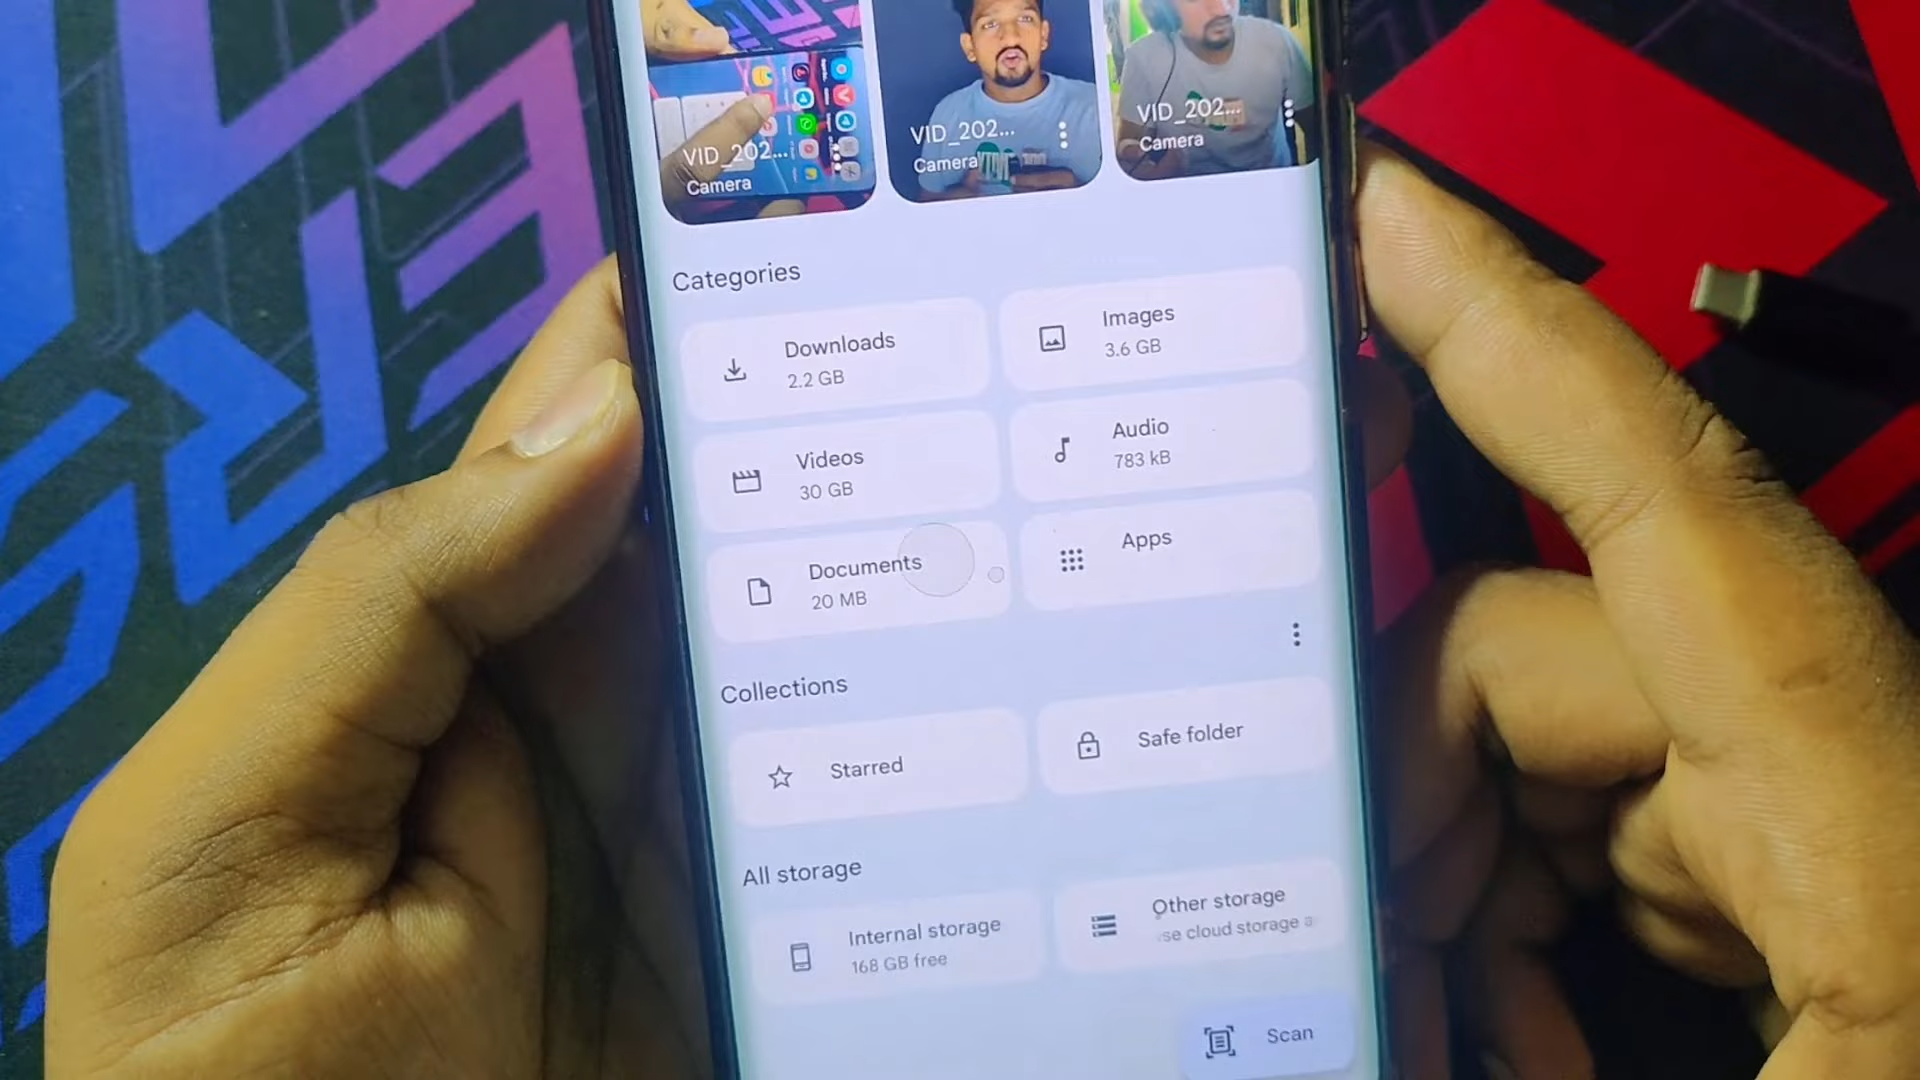 VID_202...
Camera
VID_202...
Camera
VID_202...
Camera
Categories
Downloads
2.2 GB
Images
3.6 GB
Videos
30 GB
Audio
783 kB
Documents
20 MB
Apps
Collections
Starred
Safe folder
All storage
Internal storage
168 GB free
Other storage
se cloud storage a
Scan